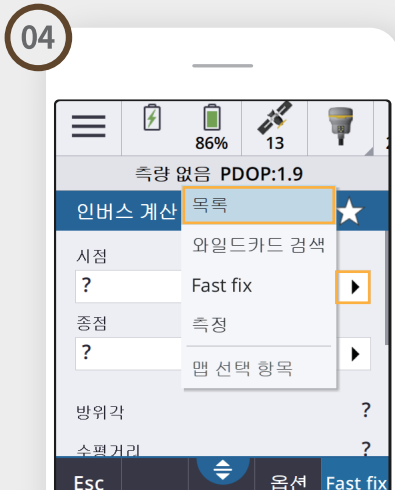 04
86%
13
측량 없음 PDOP:1.9
인버스 계산
목록
와일드카드 검색
Fast fix
측정
맵 선택 항목
시점
?
종점
?
방위각 ?
수평거리 ?
Esc 옵션 Fast fix